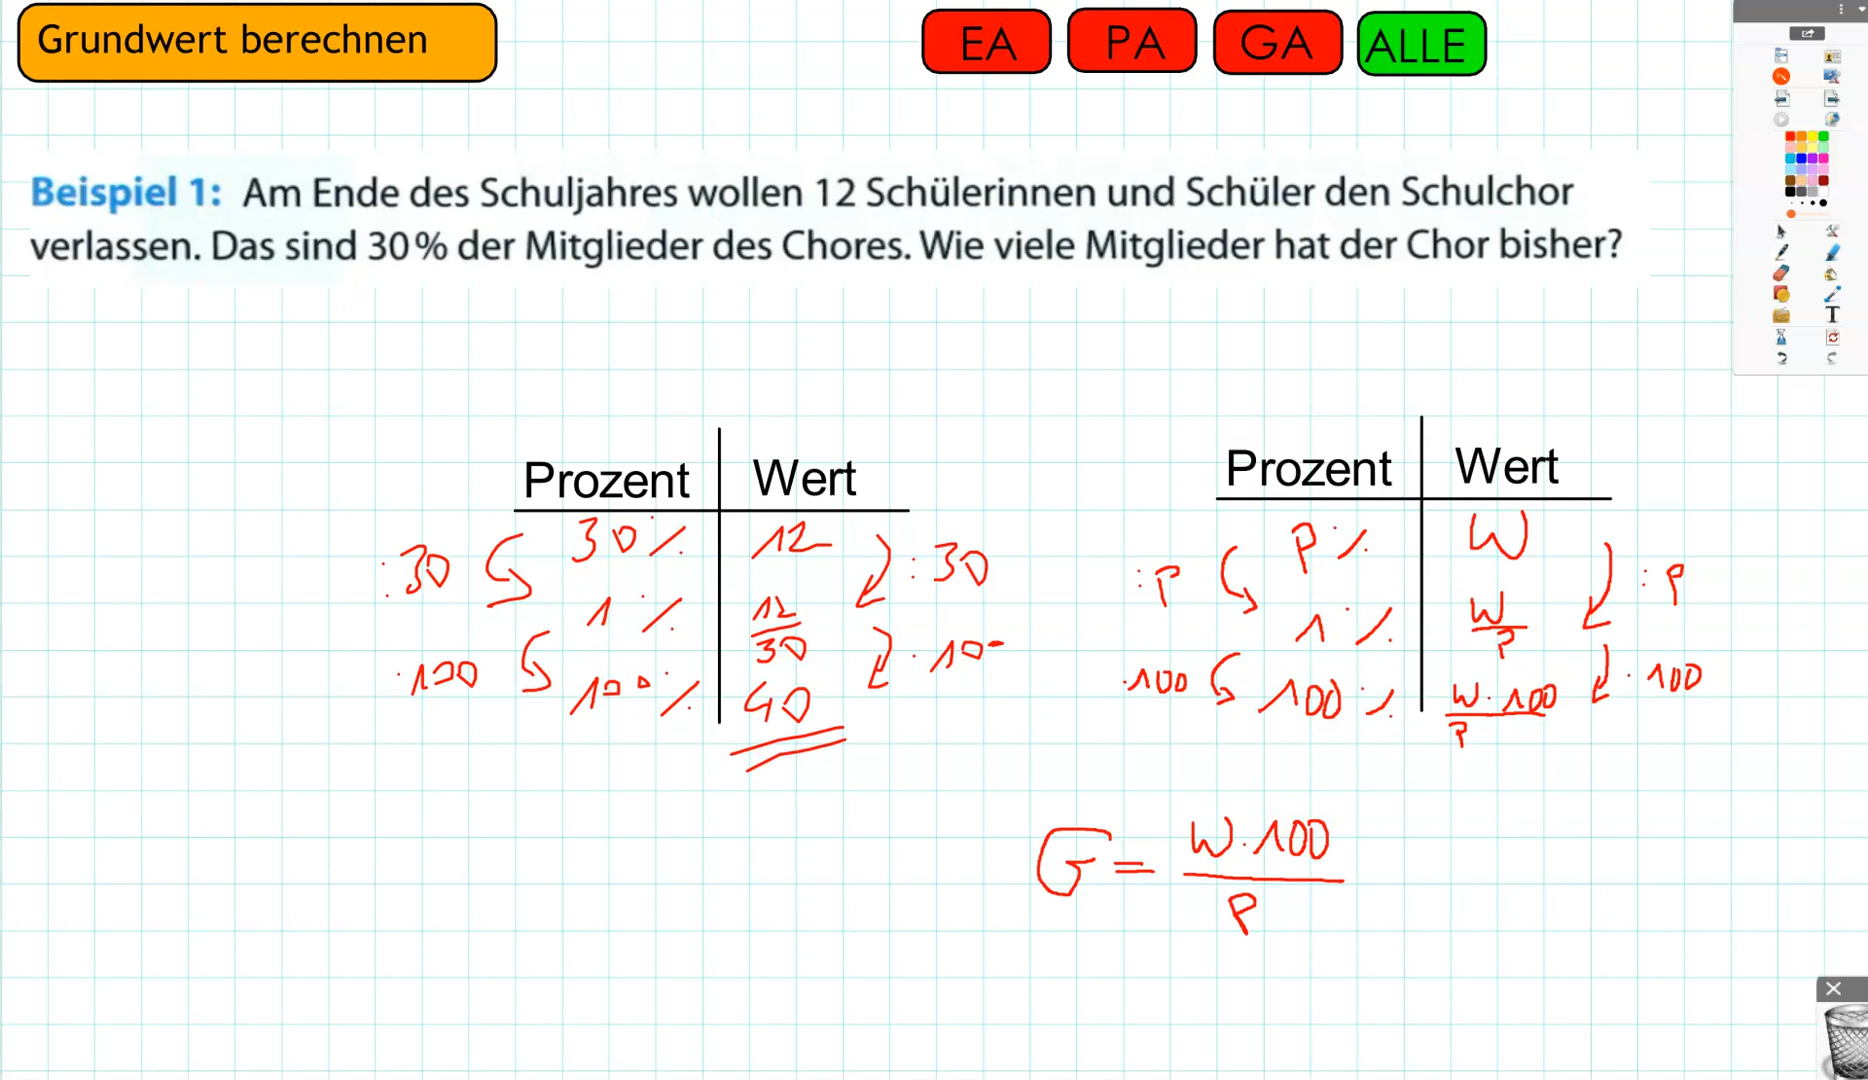 Grundwert berechnen
EA PA GA ALLE
Beispiel 1: Am Ende des Schuljahres wollen 12 Schülerinnen und Schüler den Schulchor
verlassen. Das sind 30% der Mitglieder des Chores. Wie viele Mitglieder hat der Chor bisher?
Prozent Wert
:30 30% 12 :30
1% 12/30
·100 100% 40 ·100
Prozent Wert
:P P% W :P
1% W/P
·100 100% W·100/P ·100
G = W·100/P
T